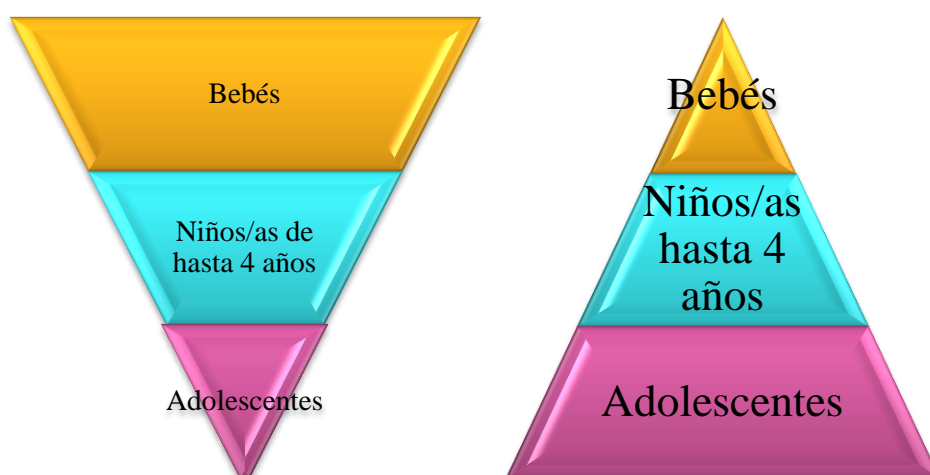 Bebés
Niños/as de
hasta 4 años
Adolescentes
Bebés
Niños/as
hasta 4
años
Adolescentes